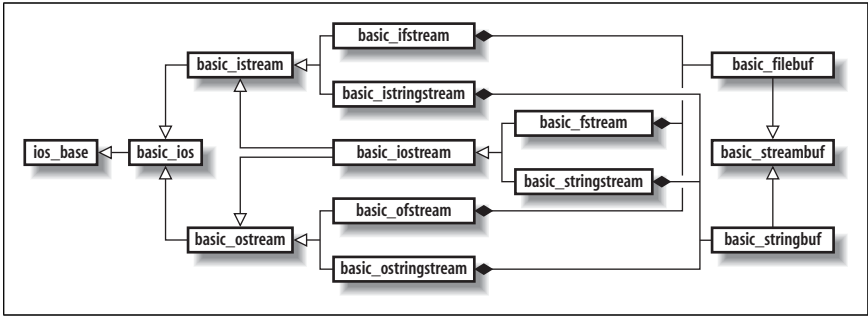 basic_ifstream
basic_istream
basic_filebuf
basic_istringstream
basic_fstream
ios_base
basic_ios
basic_iostream
basic_streambuf
basic_stringstream
basic_ofstream
basic_ostream
basic_stringbuf
basic_ostringstream